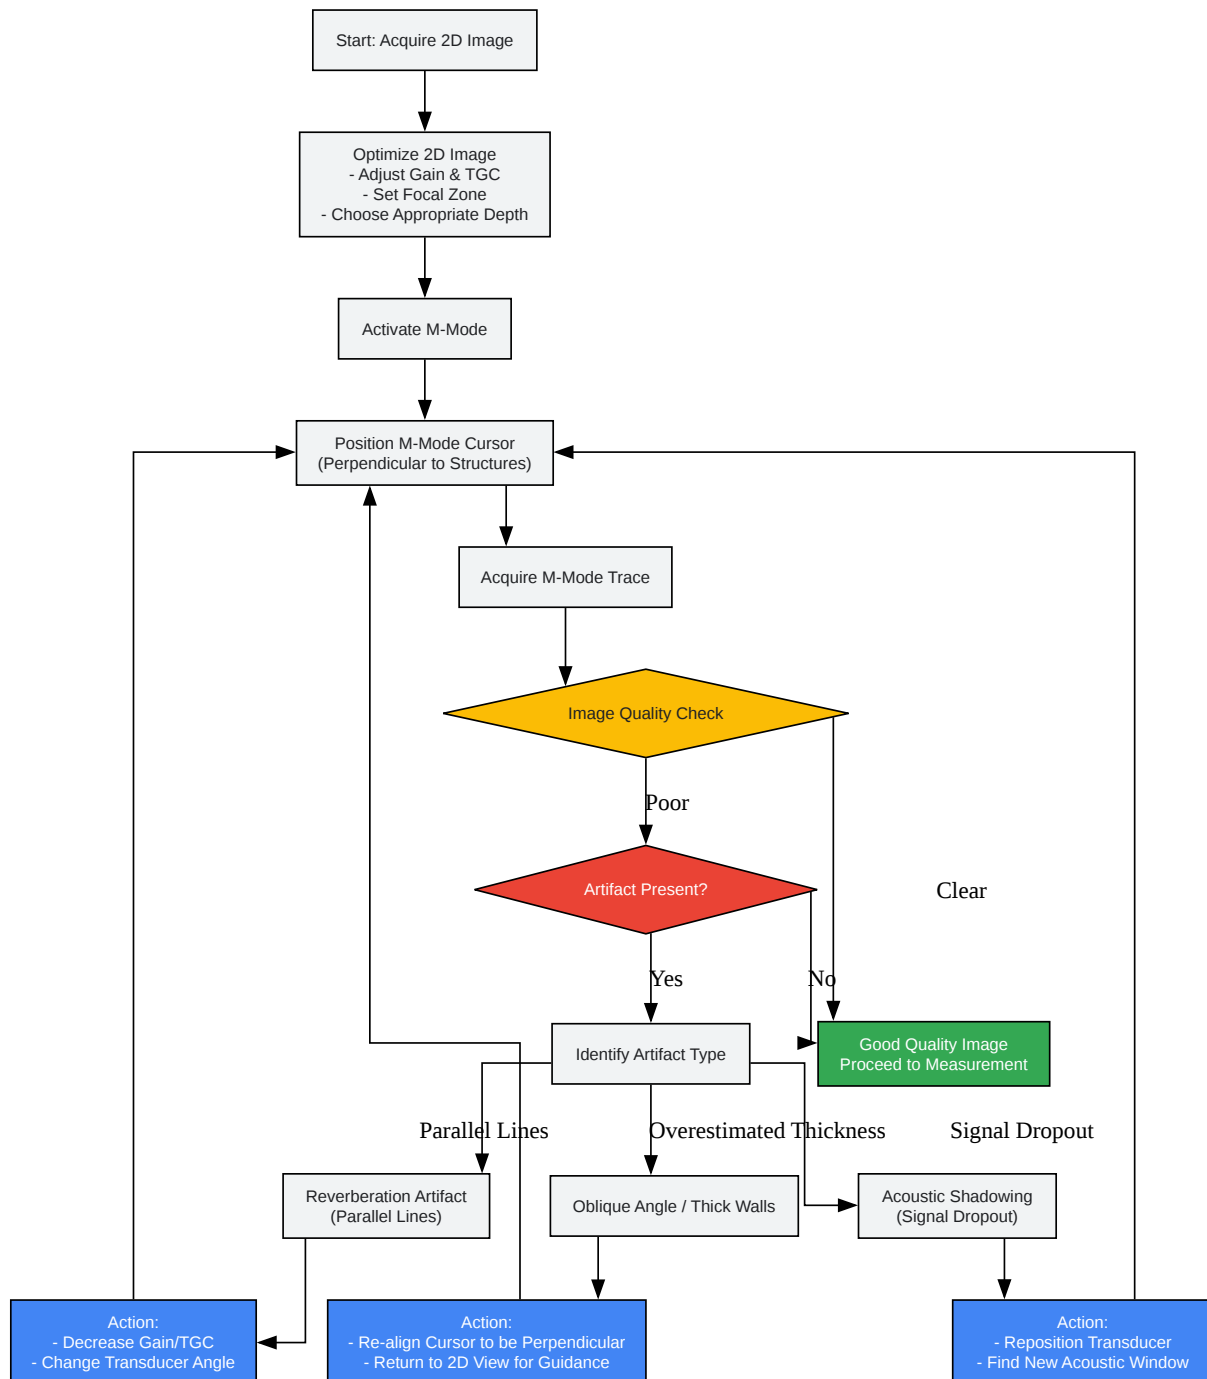 Start: Acquire 2D Image
Optimize 2D Image
- Adjust Gain & TGC
- Set Focal Zone
- Choose Appropriate Depth
Activate M-Mode
Position M-Mode Cursor
(Perpendicular to Structures)
Acquire M-Mode Trace
Image Quality Check
Poor
Artifact Present?
Clear
Yes
No
Identify Artifact Type
Good Quality Image
Proceed to Measurement
Parallel Lines
Overestimated Thickness
Signal Dropout
Reverberation Artifact
(Parallel Lines)
Oblique Angle / Thick Walls
Acoustic Shadowing
(Signal Dropout)
Action:
- Decrease Gain/TGC
- Change Transducer Angle
Action:
- Re-align Cursor to be Perpendicular
- Return to 2D View for Guidance
Action:
- Reposition Transducer
- Find New Acoustic Window